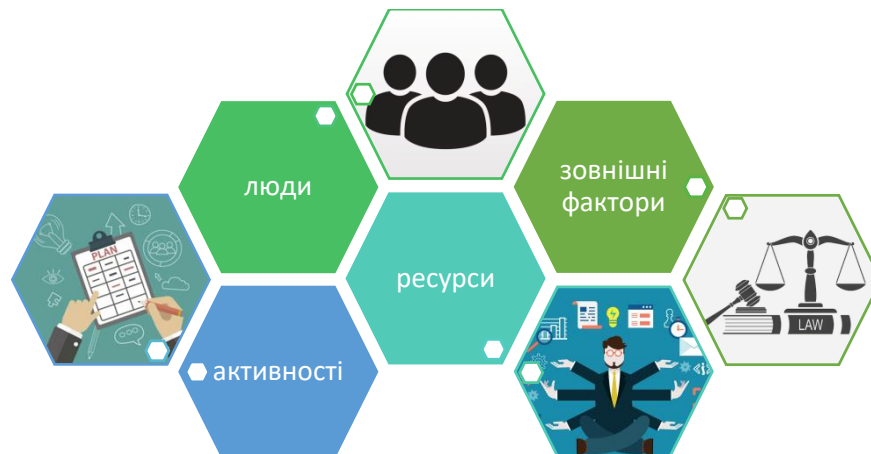 люди
зовнішні
фактори
PLAN
ресурси
LAW
активності